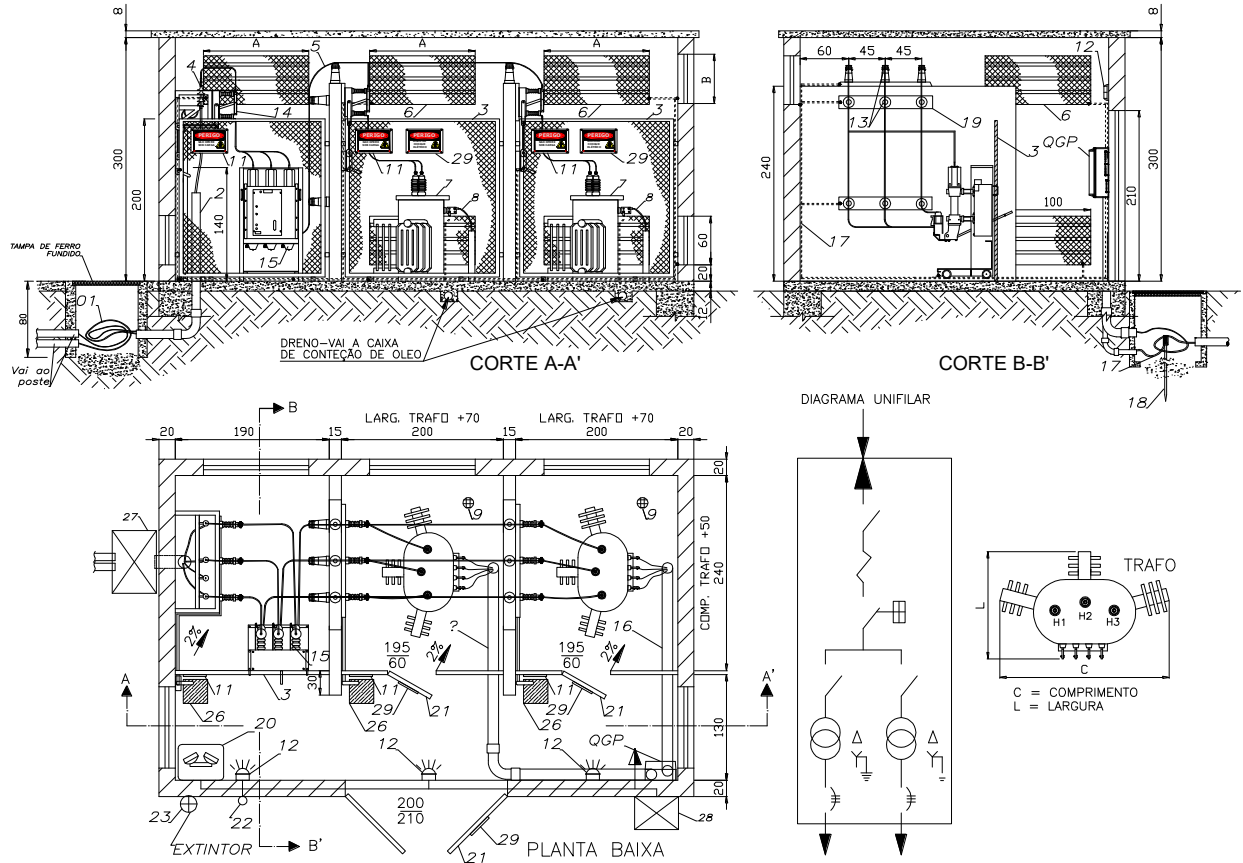 8
A
5
A
A
4
B
300
200
14
6
3
6
3
PERIGO
PERIGO
PERIGO
PERIGO
PERIGO
11
11
29
11
29
2
7
7
8
8
140
15
60
20
12
TAMPA DE FERRO
FUNDIDO
01
80
Vai ao
poste
DRENO-VAI A CAIXA
DE CONTEÇÃO DE OLEO
CORTE A-A'
8
60
45
45
12
6
13
19
3
QGP
240
300
210
100
17
17
18
CORTE B-B'
B
LARG. TRAFO +70
LARG. TRAFO +70
20
190
15
200
15
200
20
20
27
9
9
COMP. TRAFO +50
240
2%
15
195
60
?
2%
195
60
16
2%
3
30
11
11
11
A
A'
26
29
21
26
26
29
21
130
20
12
12
12
QGP
20
200
210
23
22
28
EXTINTOR
B'
29
21
PLANTA BAIXA
DIAGRAMA UNIFILAR
TRAFO
L
H1
H2
H3
C
C = COMPRIMENTO
L = LARGURA